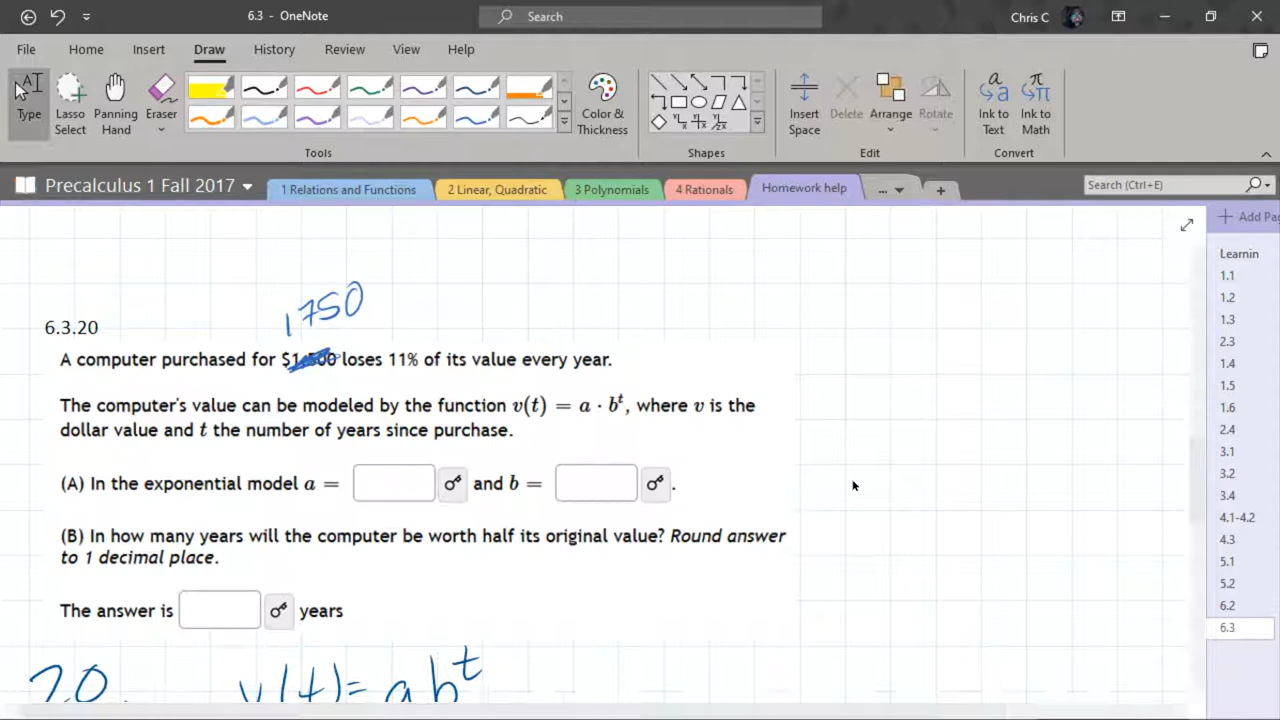 6.3 - OneNote
Search
Chris C
File Home Insert Draw History Review View Help
Type
Lasso Select
Panning Hand
Eraser
Color & Thickness
Insert Space
Delete
Arrange
Rotate
Ink to Text
Ink to Math
Tools
Shapes
Edit
Convert
Precalculus 1 Fall 2017
1 Relations and Functions
2 Linear, Quadratic
3 Polynomials
4 Rationals
Homework help
...
+
Search (Ctrl+E)
+ Add Pag
Learnin
1.1
1.2
1.3
2.3
1.4
1.5
1.6
2.4
3.1
3.2
3.4
4.1-4.2
4.3
5.1
5.2
6.2
6.3
1750
6.3.20
A computer purchased for $1,500 loses 11% of its value every year.
The computer's value can be modeled by the function v(t) = a · b^t, where v is the
dollar value and t the number of years since purchase.
(A) In the exponential model a = and b = .
(B) In how many years will the computer be worth half its original value? Round answer
to 1 decimal place.
The answer is years
20. v(t) = ab^t